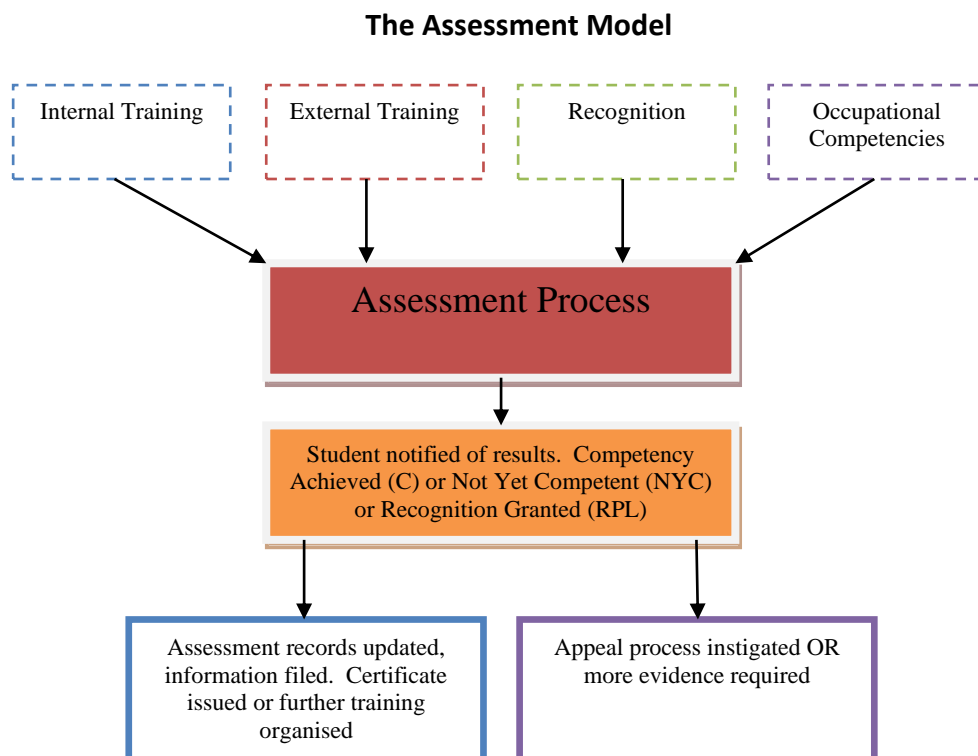 The Assessment Model
Internal Training
External Training
Recognition
Occupational
Competencies
Assessment Process
Student notified of results.  Competency
Achieved (C) or Not Yet Competent (NYC)
or Recognition Granted (RPL)
Assessment records updated,
information filed.  Certificate
issued or further training
organised
Appeal process instigated OR
more evidence required